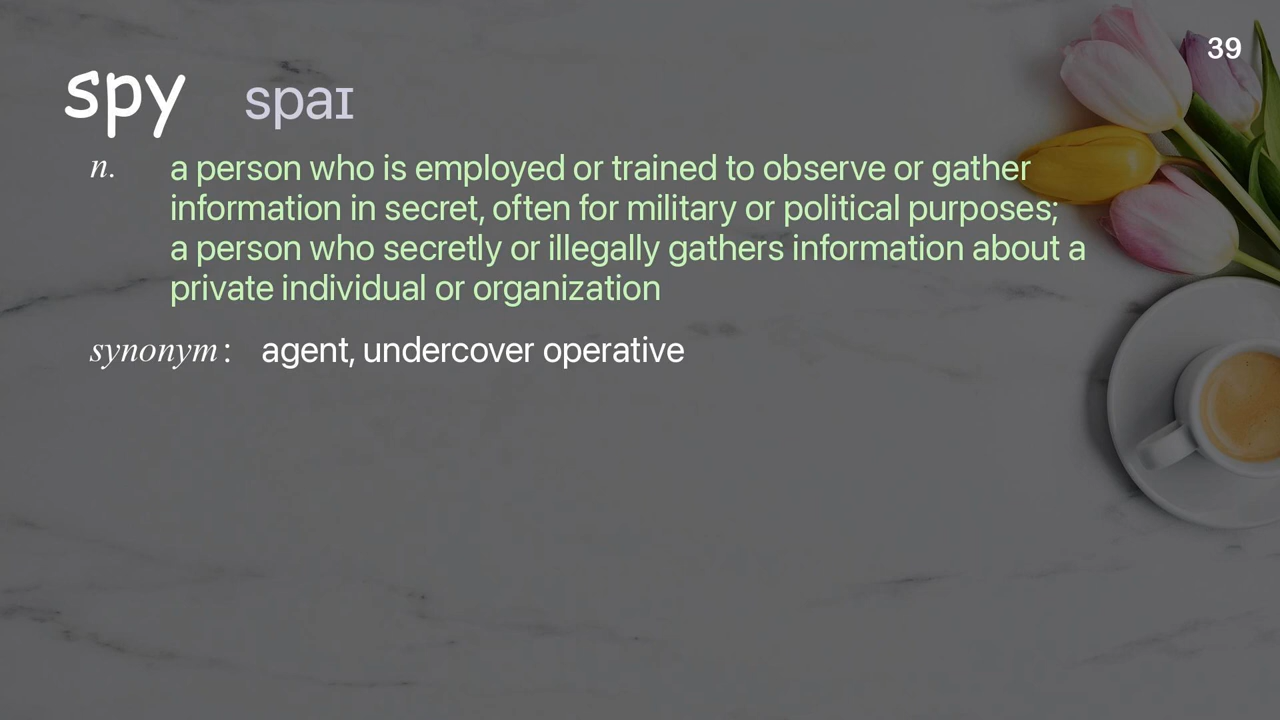 39
spy spaɪ
n. a person who is employed or trained to observe or gather
information in secret, often for military or political purposes;
a person who secretly or illegally gathers information about a
private individual or organization
synonym : agent, undercover operative